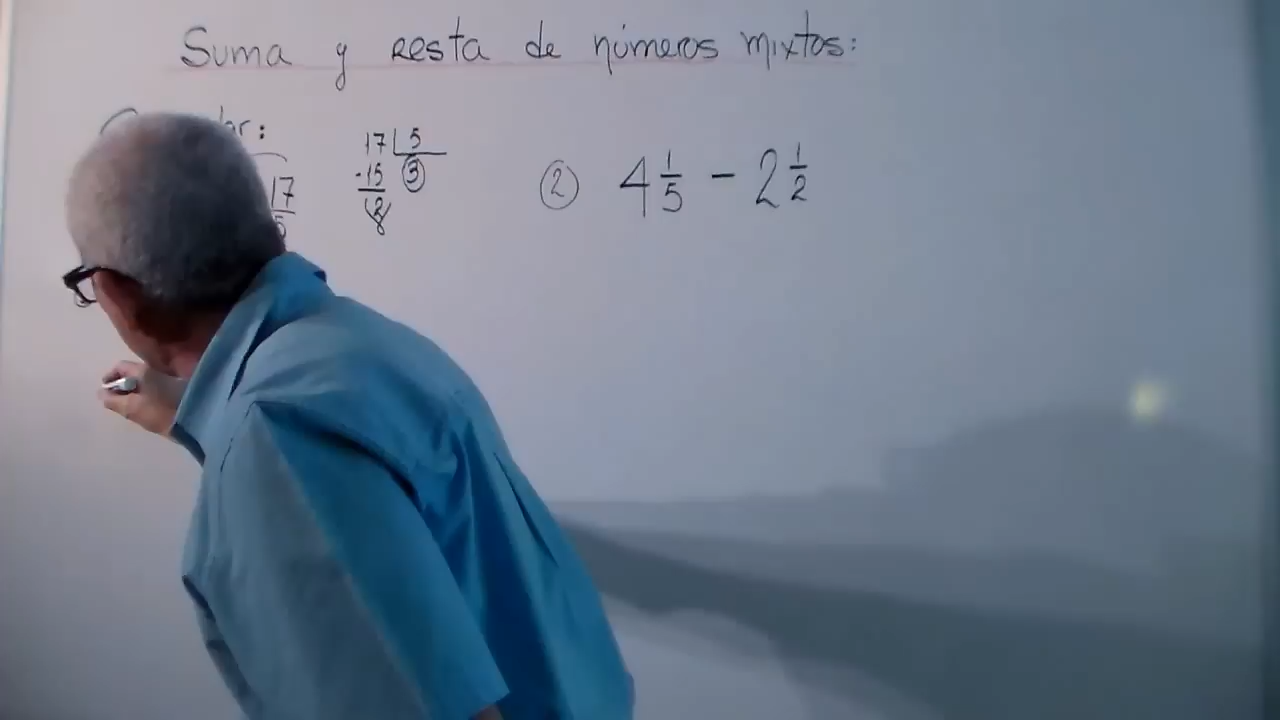 Suma y Resta de números mixtos:
17 5
-15 3
2
17
5
② 4 1/5 - 2 1/2